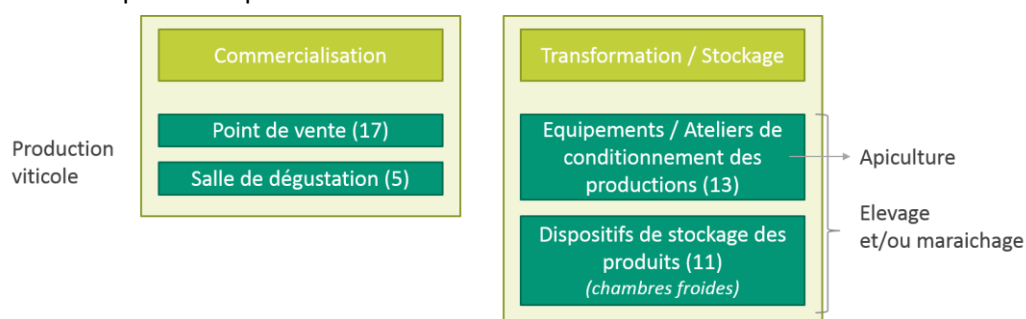 Commercialisation
Point de vente (17)
Salle de dégustation (5)
Production
viticole
Transformation / Stockage
Equipements / Ateliers de
conditionnement des
productions (13)
Dispositifs de stockage des
produits (11)
(chambres froides)
Apiculture
Elevage
et/ou maraichage